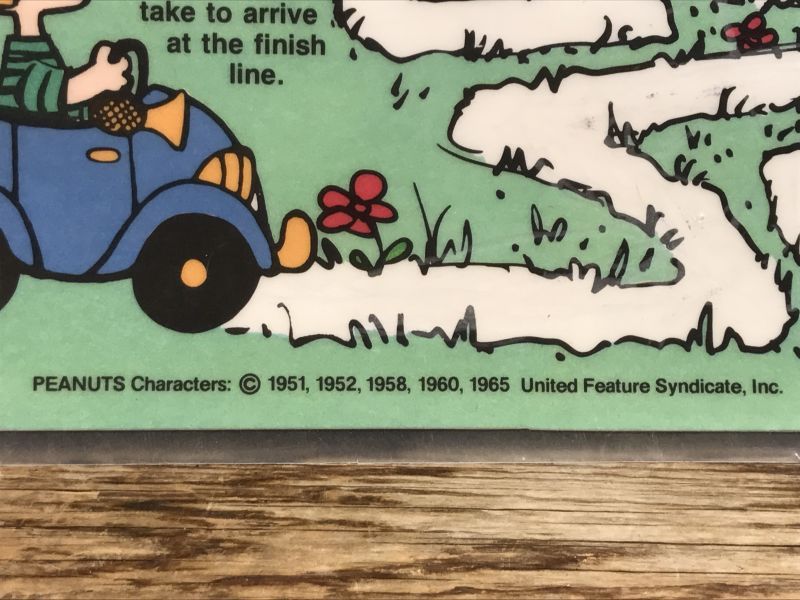 take to arrive
at the finish
line.
PEANUTS Characters: © 1951, 1952, 1958, 1960, 1965 United Feature Syndicate, Inc.